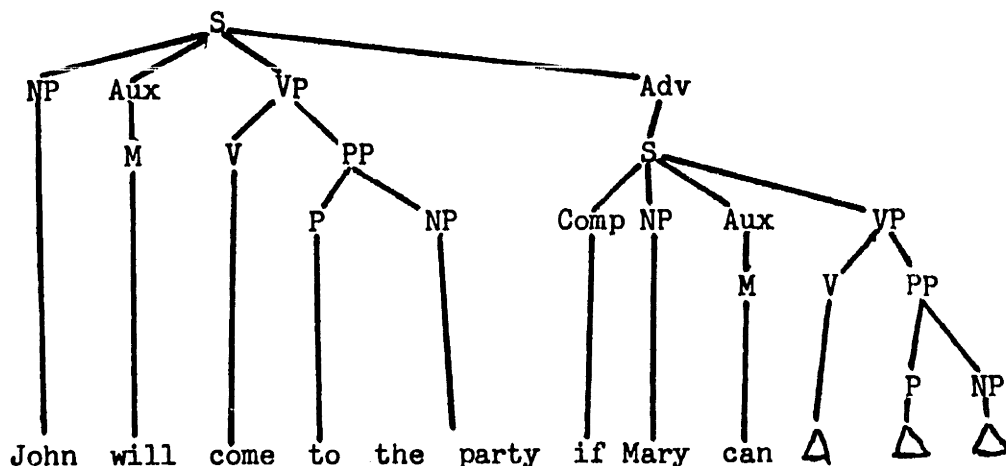 S
NP Aux VP Adv
M V PP S
P NP Comp NP Aux VP
M V PP
P NP
John will come to the party if Mary can Δ Δ Δ